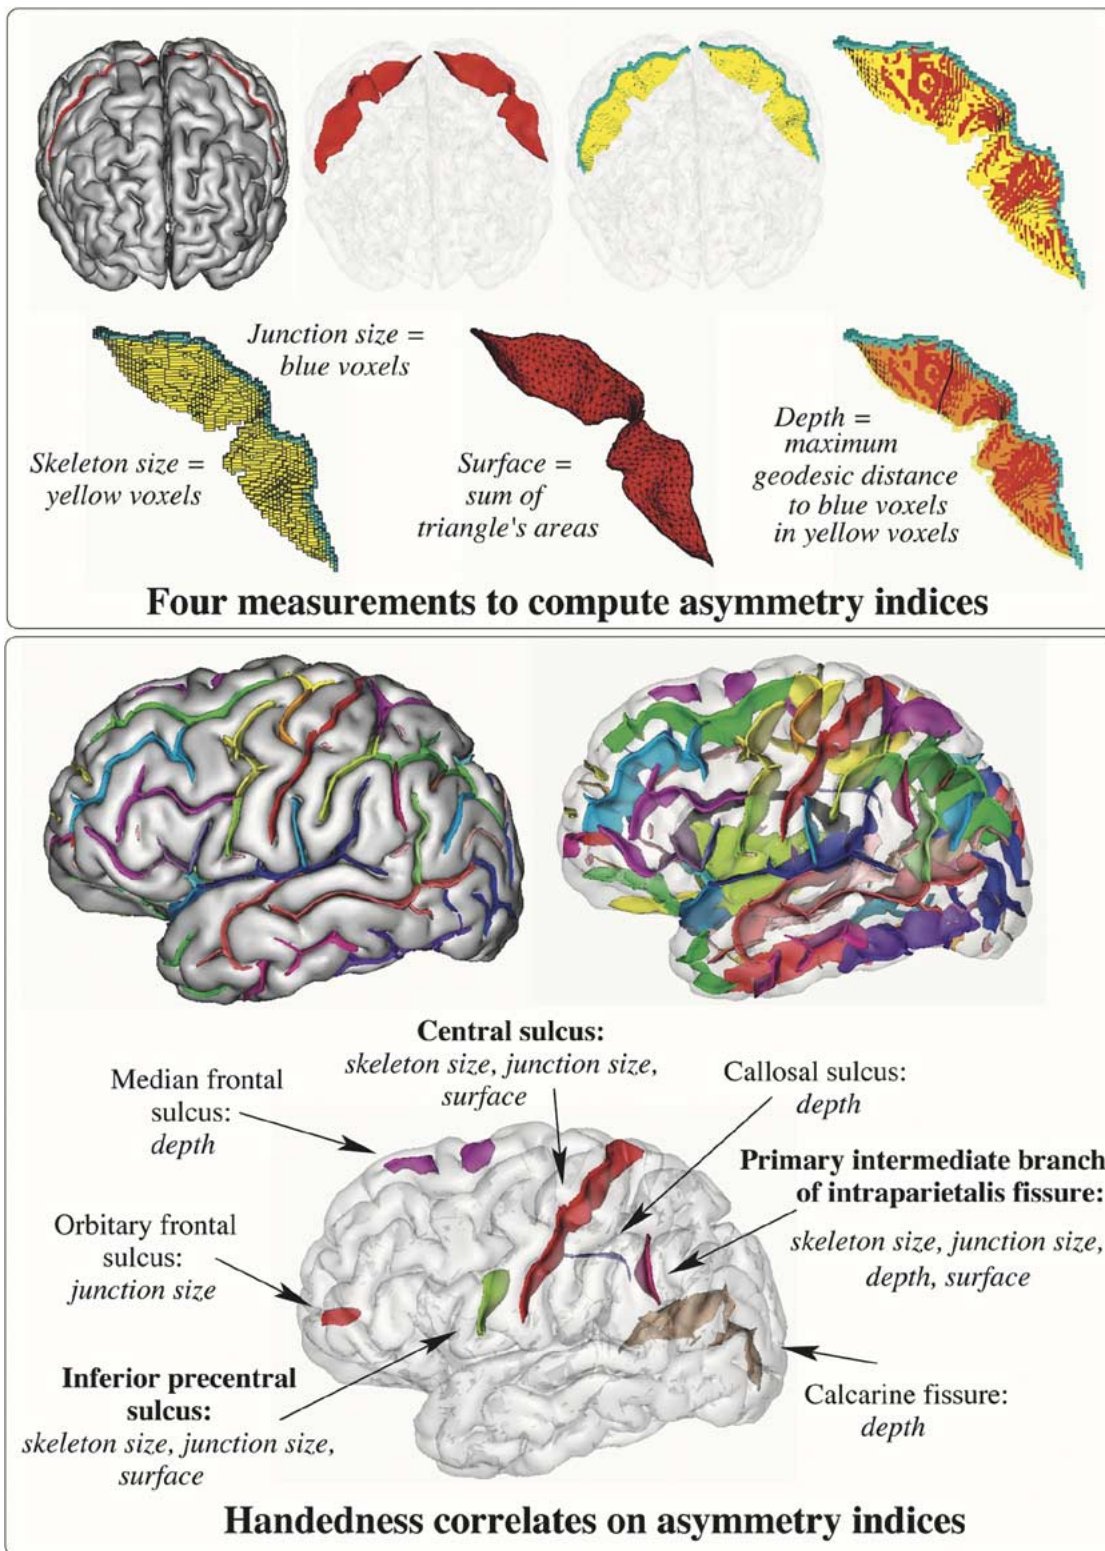 Junction size =
blue voxels
Skeleton size =
yellow voxels
Surface =
sum of
triangle's areas
Depth =
maximum
geodesic distance
to blue voxels
in yellow voxels
Four measurements to compute asymmetry indices
Central sulcus:
skeleton size, junction size,
surface
Median frontal
sulcus:
depth
Callosal sulcus:
depth
Primary intermediate branch
of intraparietalis fissure:
skeleton size, junction size,
depth, surface
Orbitary frontal
sulcus:
junction size
Inferior precentral
sulcus:
skeleton size, junction size,
surface
Calcarine fissure:
depth
Handedness correlates on asymmetry indices